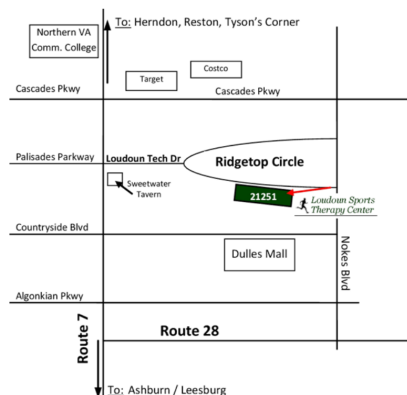 To: Herndon, Reston, Tyson's Corner
Northern VA
Comm. College
Costco
Target
Cascades Pkwy
Cascades Pkwy
Palisades Parkway
Loudoun Tech Dr
Ridgetop Circle
Sweetwater
Tavern
21251
Loudoun Sports
Therapy Center
Countryside Blvd
Nokes Blvd
Dulles Mall
Algonkian Pkwy
Route 7
Route 28
To: Ashburn / Leesburg